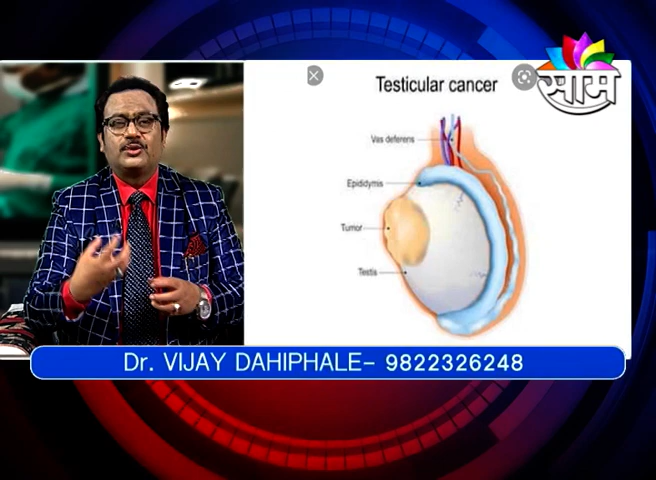 Testicular cancer
साम
Vas deferens
Epididymis
Tumor
Testis
Dr. VIJAY DAHIPHALE- 9822326248